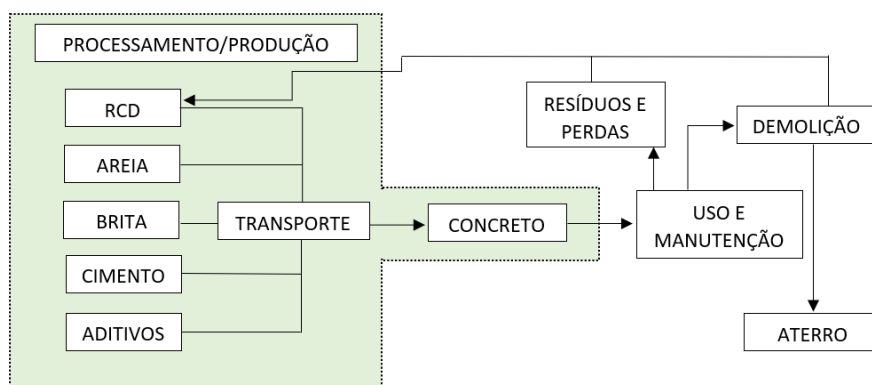 PROCESSAMENTO/PRODUÇÃO
RCD
AREIA
BRITA
CIMENTO
ADITIVOS
TRANSPORTE
CONCRETO
RESÍDUOS E
PERDAS
USO E
MANUTENÇÃO
DEMOLIÇÃO
ATERRO